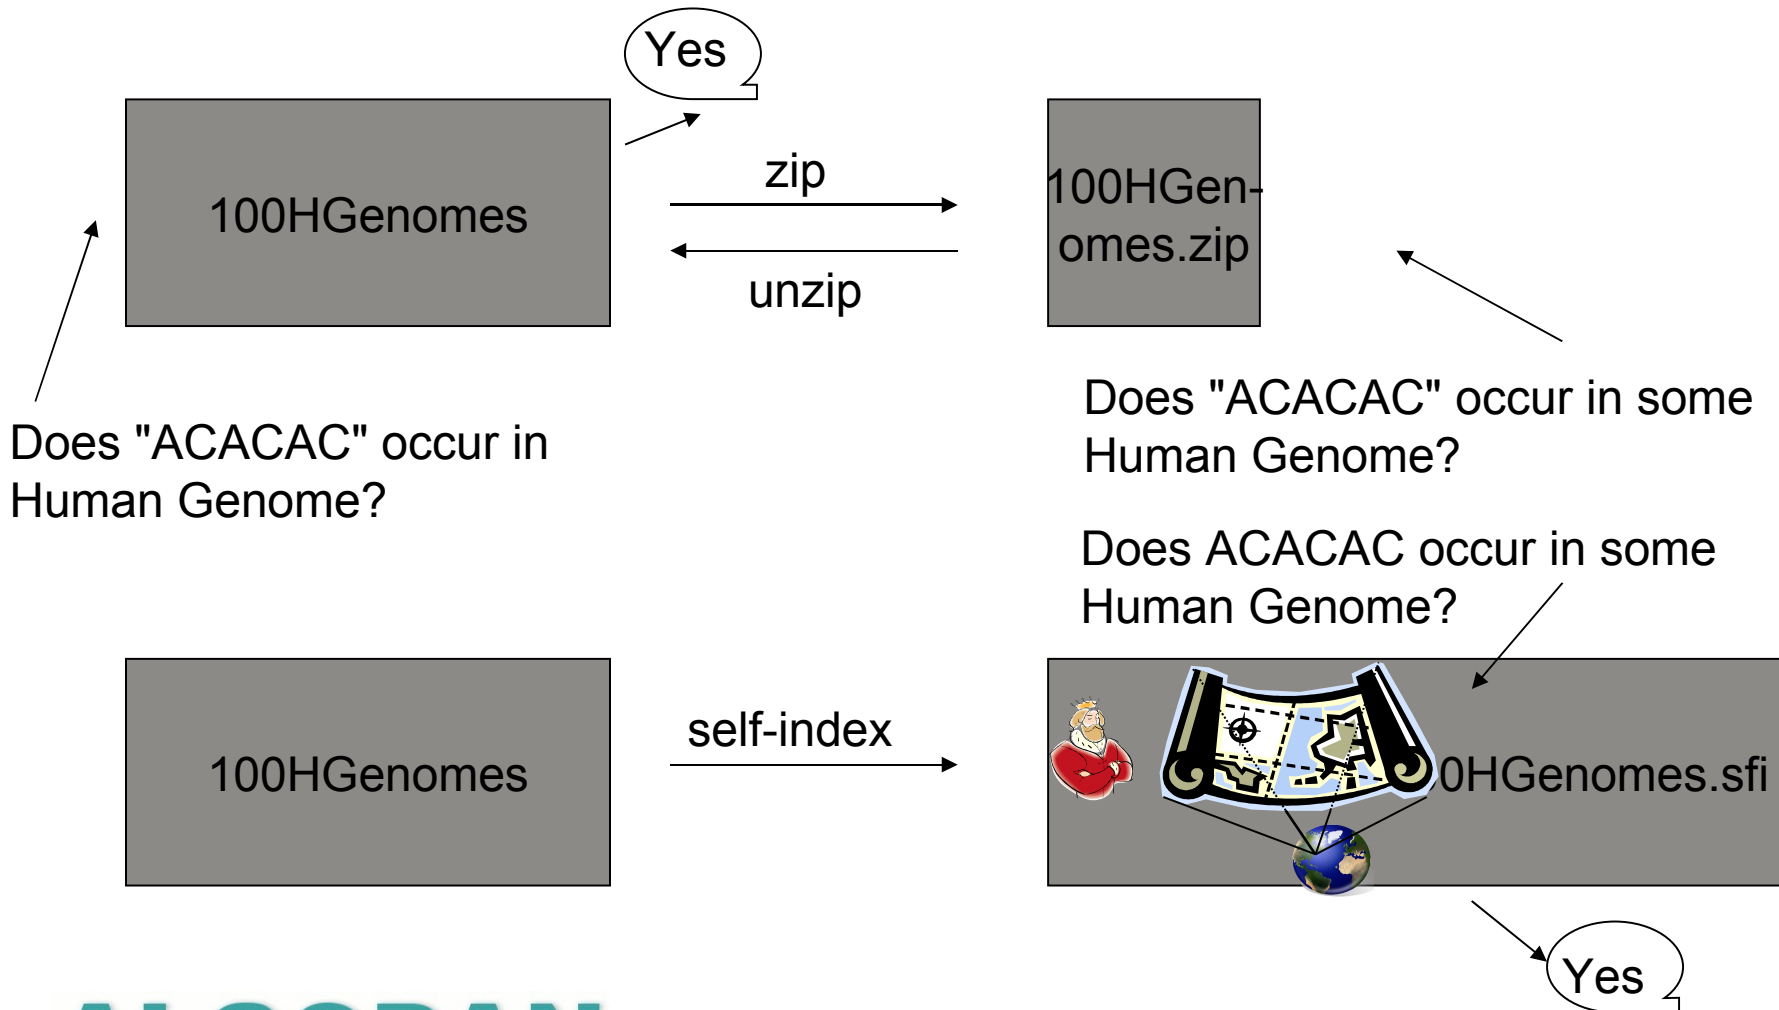 Yes
100HGenomes
zip
unzip
100HGen-
omes.zip
Does "ACACAC" occur in
Human Genome?
Does "ACACAC" occur in some
Human Genome?
Does ACACAC occur in some
Human Genome?
100HGenomes
self-index
0HGenomes.sfi
Yes